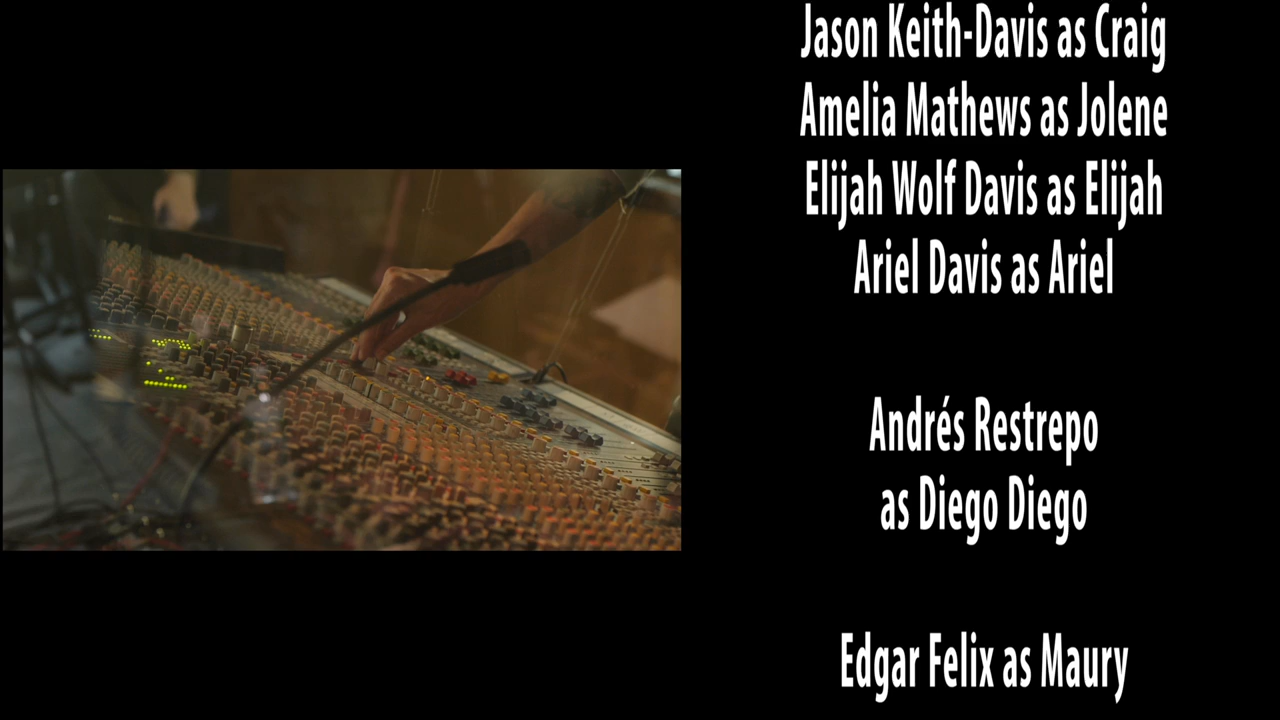 Jason Keith-Davis as Craig
Amelia Mathews as Jolene
Elijah Wolf Davis as Elijah
Ariel Davis as Ariel
Andrés Restrepo
as Diego Diego
Edgar Felix as Maury